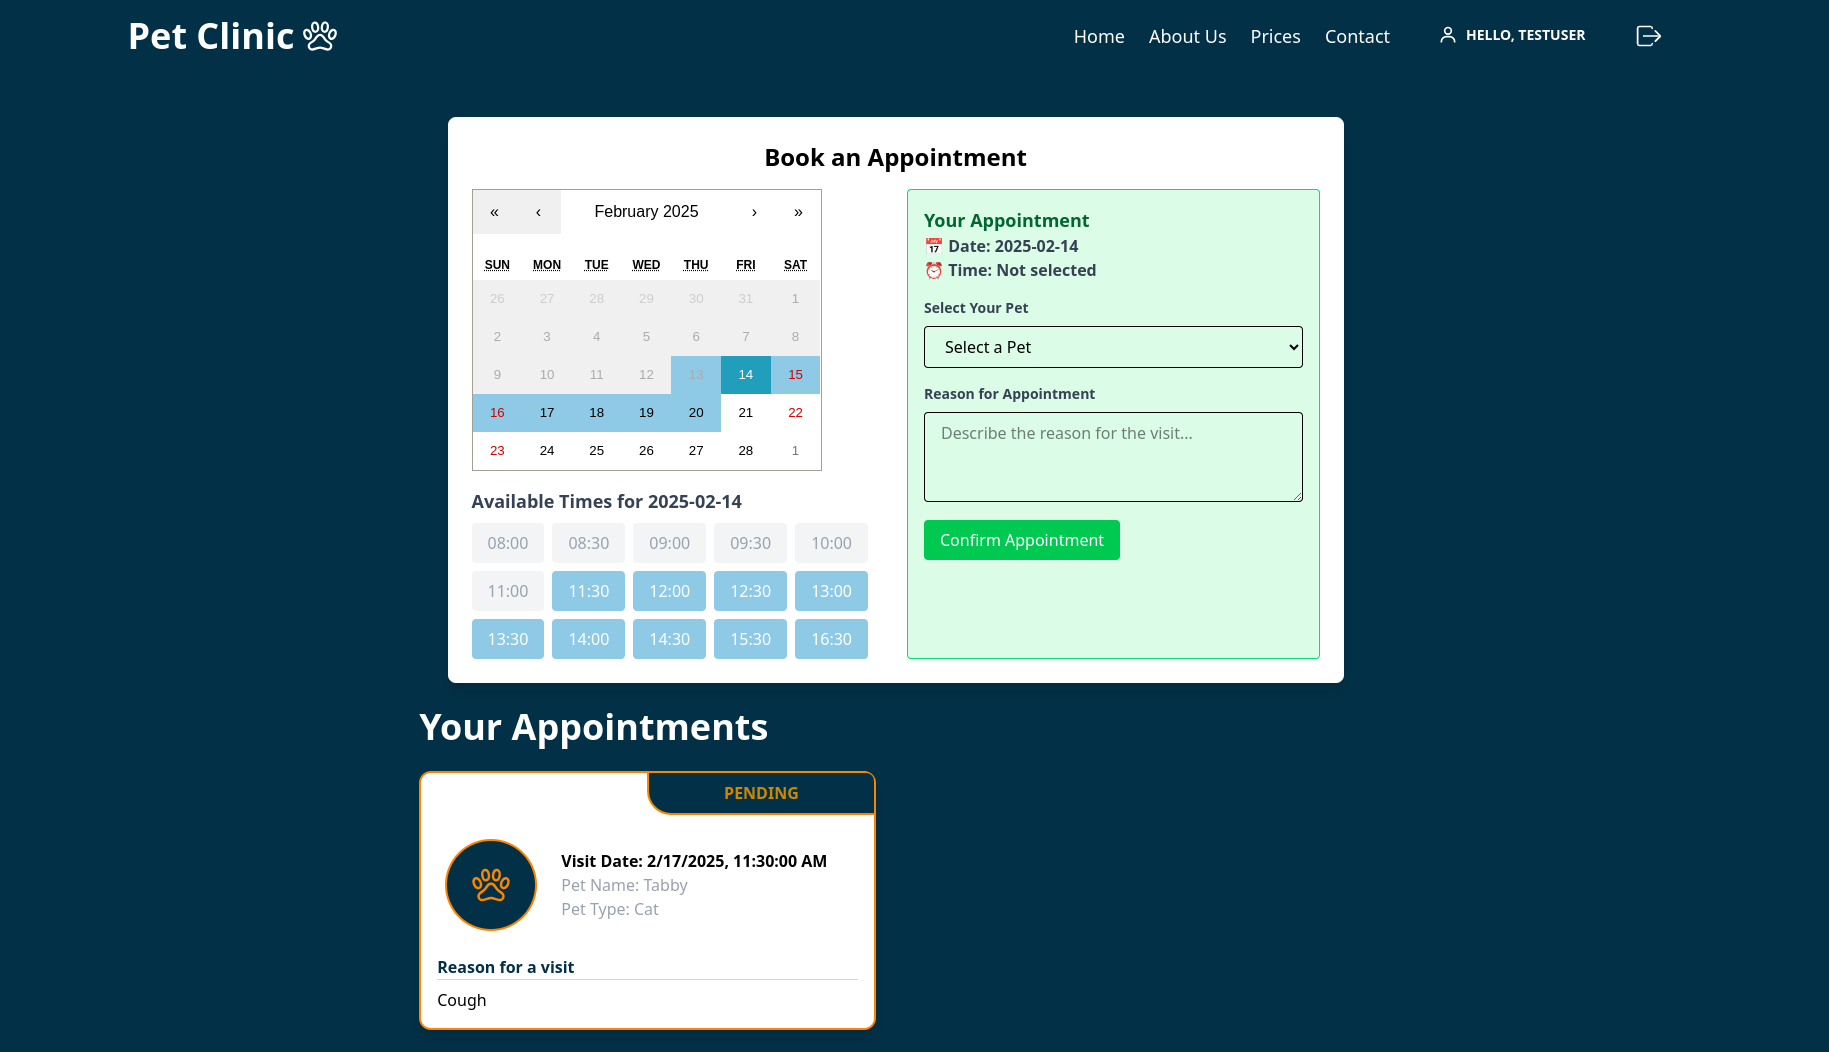 Pet Clinic
Home About Us Prices Contact HELLO, TESTUSER
Book an Appointment
« ‹ February 2025 › »
SUN MON TUE WED THU FRI SAT
26 27 28 29 30 31 1
2 3 4 5 6 7 8
9 10 11 12 13 14 15
16 17 18 19 20 21 22
23 24 25 26 27 28 1
Available Times for 2025-02-14
08:00 08:30 09:00 09:30 10:00
11:00 11:30 12:00 12:30 13:00
13:30 14:00 14:30 15:30 16:30
Your Appointment
📅 Date: 2025-02-14
⏰ Time: Not selected
Select Your Pet
Select a Pet
Reason for Appointment
Describe the reason for the visit...
Confirm Appointment
Your Appointments
PENDING
Visit Date: 2/17/2025, 11:30:00 AM
Pet Name: Tabby
Pet Type: Cat
Reason for a visit
Cough